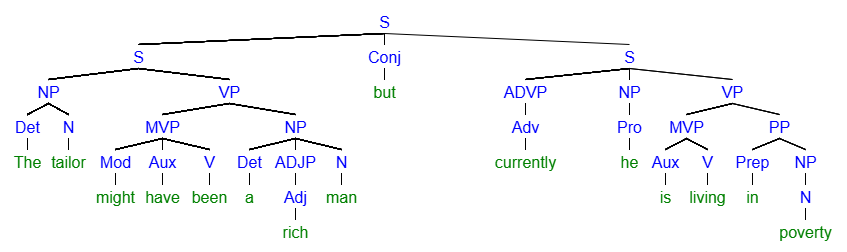 S
S Conj S
NP VP but ADVP NP VP
Det N MVP NP Adv Pro MVP PP
The tailor Mod Aux V Det ADJP N currently he Aux V Prep NP
might have been a Adj man is living in N
rich poverty